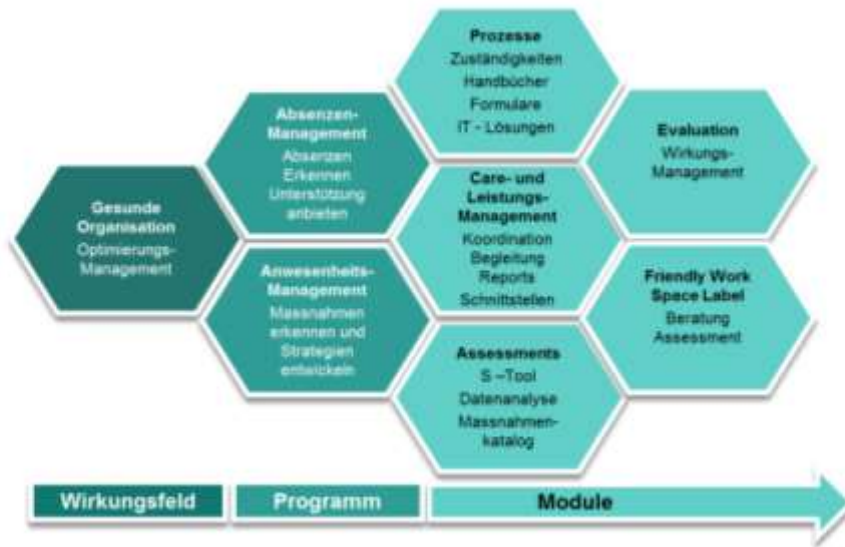 Gesunde
Organisation
Optimierungs-
Management
Absenzen-
Management
Absenzen
Erkennen
Unterstützung
anbieten
Anwesenheits-
Management
Massnahmen
erkennen und
Strategien
entwickeln
Prozesse
Zuständigkeiten
Handbücher
Formulare
IT - Lösungen
Care- und
Leistungs-
Management
Koordination
Begleitung
Reports
Schnittstellen
Assessments
S –Tool
Datenanalyse
Massnahmen-
katalog
Evaluation
Wirkungs-
Management
Friendly Work
Space Label
Beratung
Assessment
Wirkungsfeld
Programm
Module